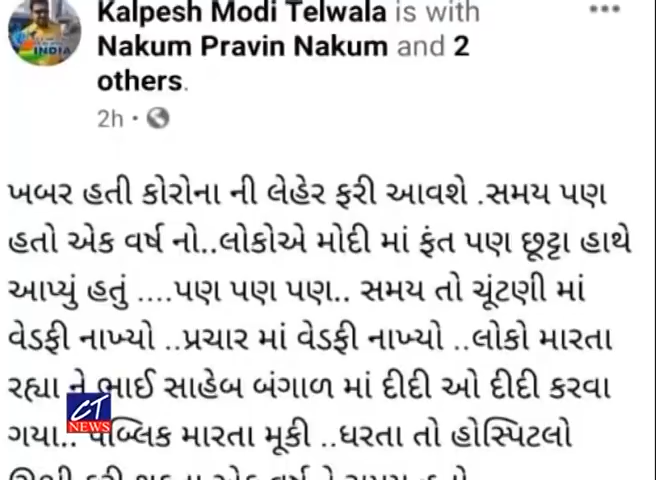 Kalpesh Modi Telwala is with
Nakum Pravin Nakum and 2
others.
2h
INDIA
ખબર હતી કોરોના ની લેહેર ફરી આવશે .સમય પણ
હતો એક વર્ષ નો..લોકોએ મોદી માં ફંત પણ છૂટ્ટા હાથે
આપ્યું હતું ....પણ પણ પણ.. સમય તો ચૂંટણી માં
વેડફી નાખ્યો ..પ્રચાર માં વેડફી નાખ્યો ..લોકો મારતા
રહ્યા ને ભાઈ સાહેબ બંગાળ માં દીદી ઓ દીદી કરવા
ગયા.. પબ્લિક મારતા મૂકી ..ધરતા તો હોસ્પિટલો
CT
NEWS